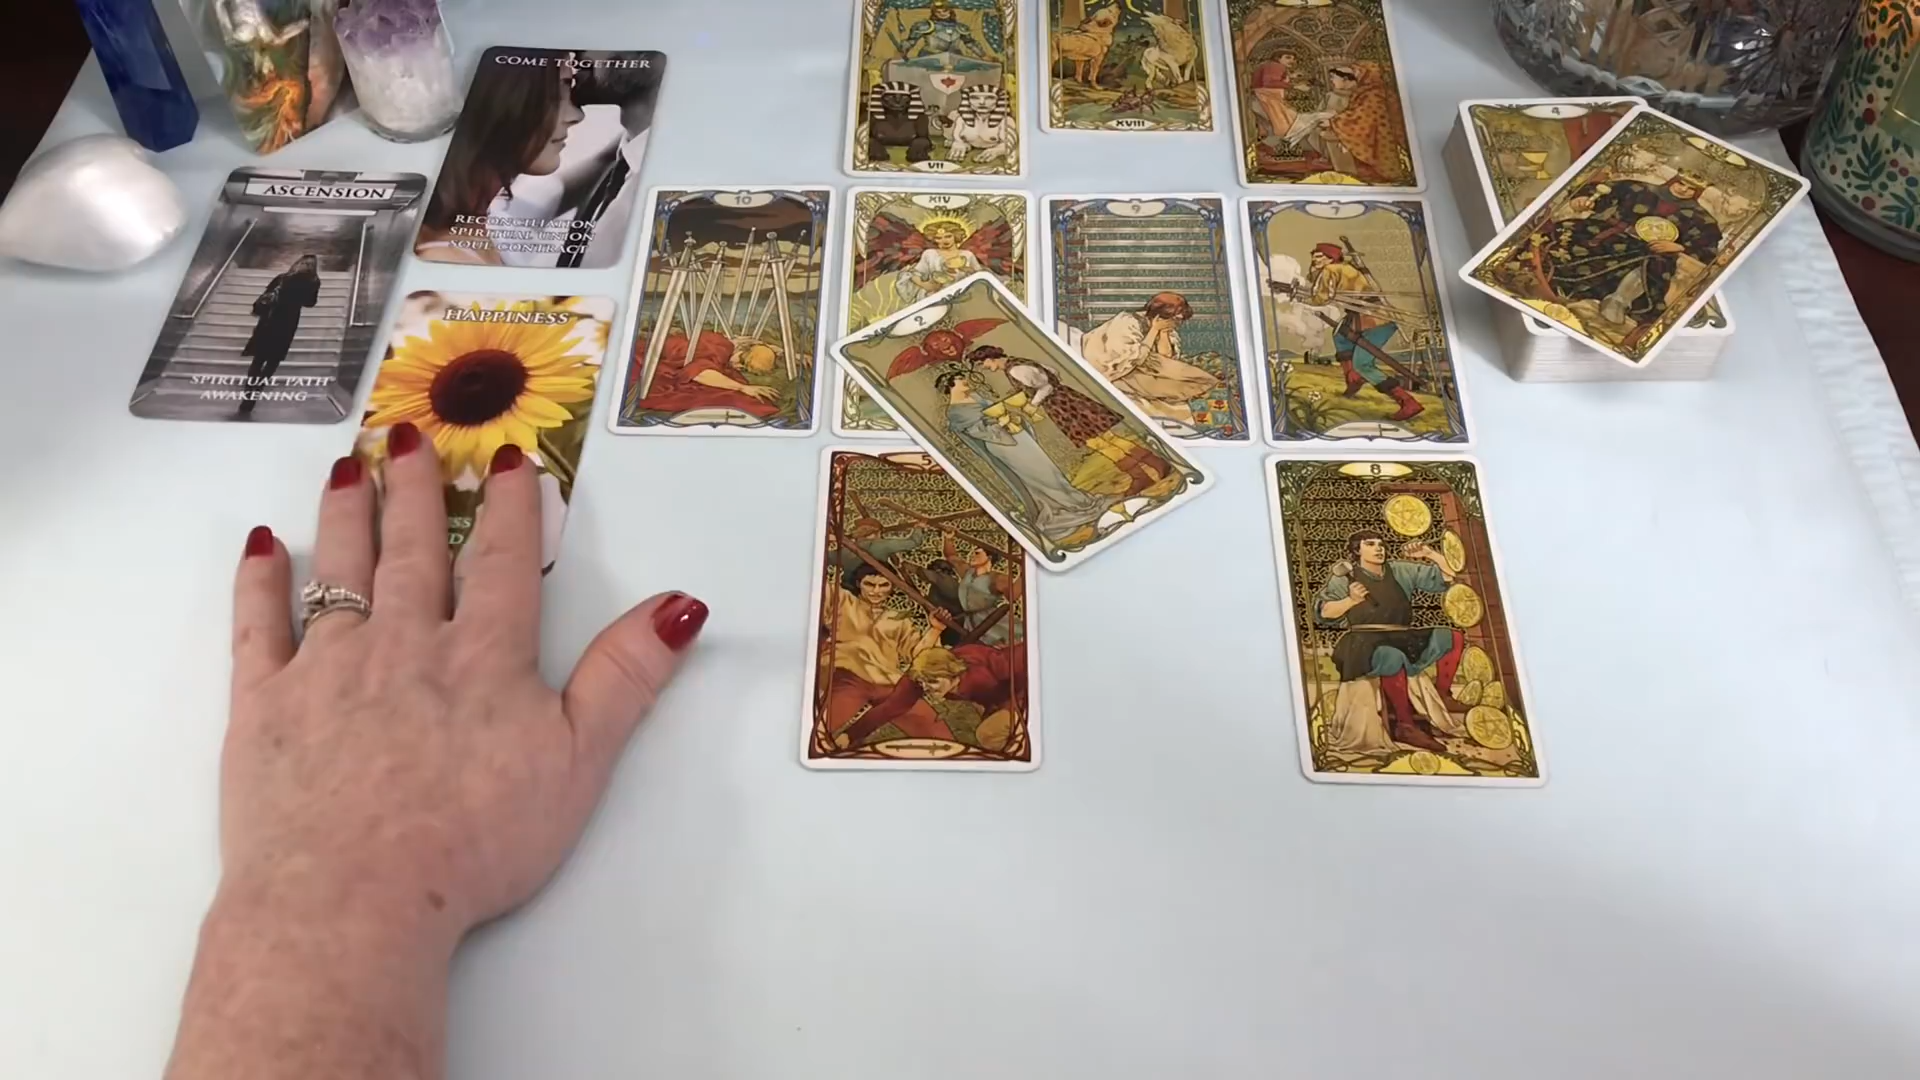 COME TOGETHER
RECONCILIATION
SPIRITUAL UNION
SOUL CONTRACT
ASCENSION
SPIRITUAL PATH
AWAKENING
HAPPINESS
VII
XVIII
10
XIV
9
7
2
5
8
4